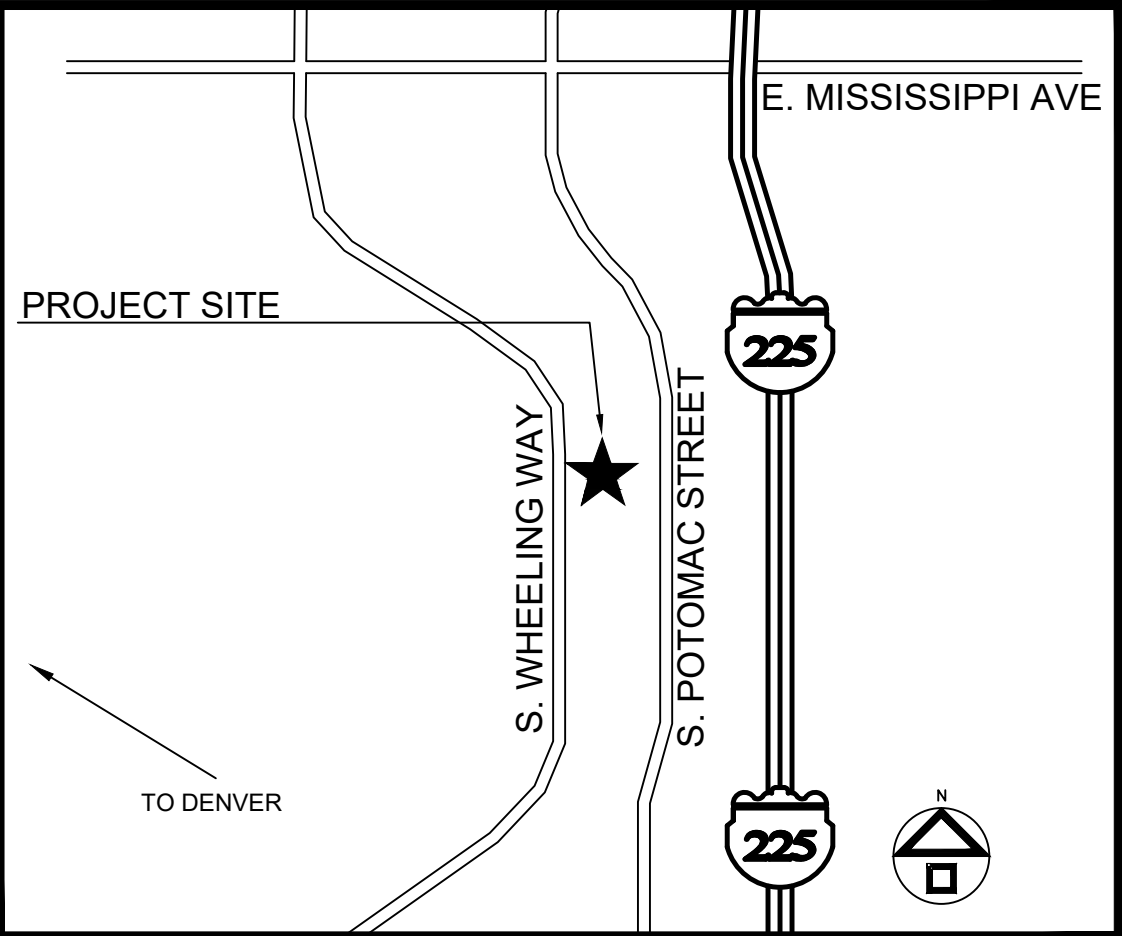 E. MISSISSIPPI AVE
PROJECT SITE
225
S. WHEELING WAY
S. POTOMAC STREET
TO DENVER
225
N